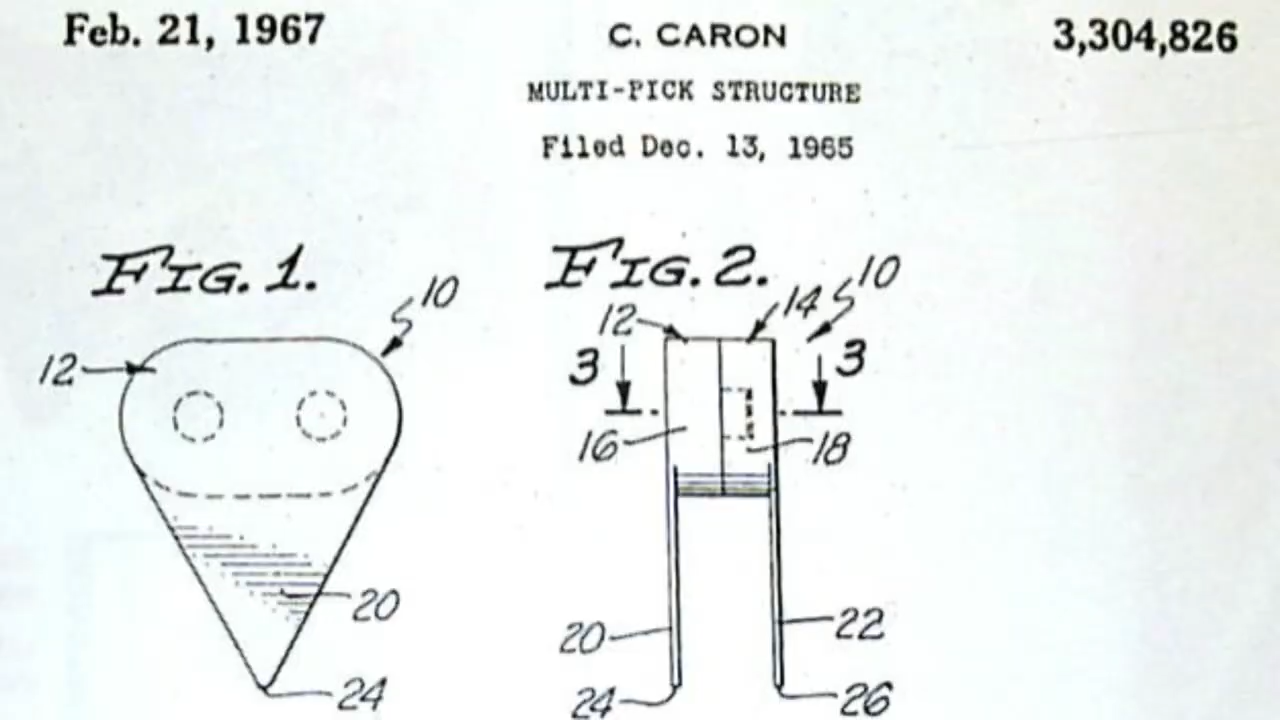 Feb. 21, 1967
C. CARON
3,304,826
MULTI-PICK STRUCTURE
Filed Dec. 13, 1965
FIG. 1.
10
12
20
24
FIG. 2.
12
14
10
3
3
16
18
20
22
24
26